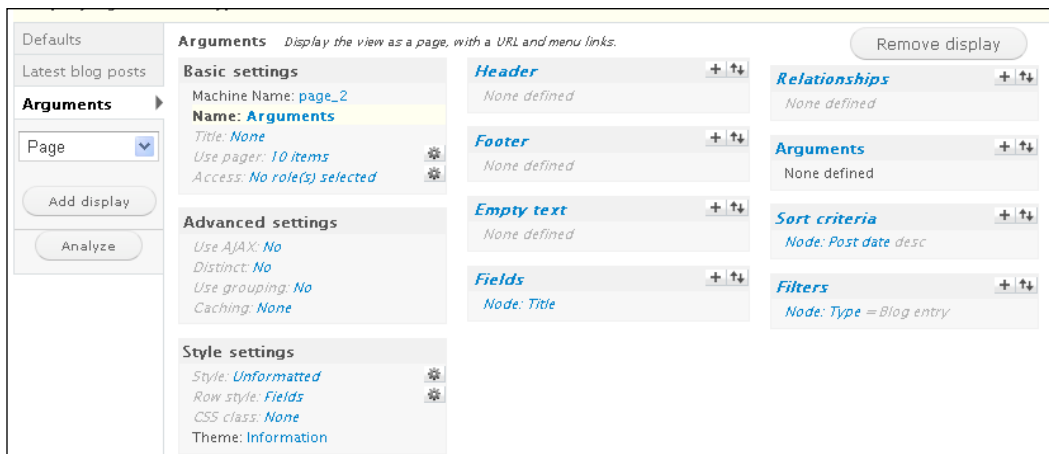 Defaults
Latest blog posts
Arguments
Page
Add display
Analyze
Arguments Display the view as a page, with a URL and menu links.
Remove display
Basic settings
Machine Name: page_2
Name: Arguments
Title: None
Use pager: 10 items
Access: No role(s) selected
Advanced settings
Use AJAX: No
Distinct: No
Use grouping: No
Caching: None
Style settings
Style: Unformatted
Row style: Fields
CSS class: None
Theme: Information
Header
None defined
Footer
None defined
Empty text
None defined
Fields
Node: Title
Relationships
None defined
Arguments
None defined
Sort criteria
Node: Post date desc
Filters
Node: Type = Blog entry